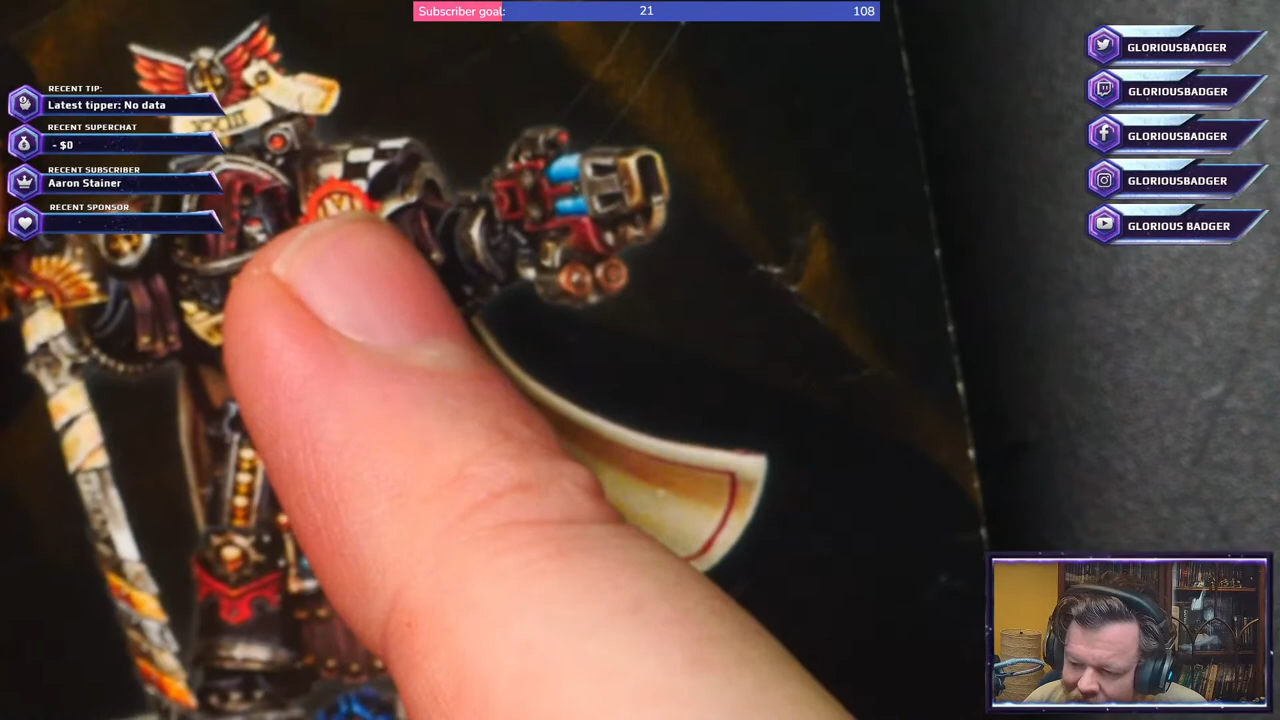 Subscriber goal: 21 108
RECENT TIP:
Latest tipper: No data
RECENT SUPERCHAT
- $0
RECENT SUBSCRIBER
Aaron Stainer
RECENT SPONSOR
GLORIOUSBADGER
GLORIOUSBADGER
GLORIOUSBADGER
GLORIOUSBADGER
GLORIOUS BADGER